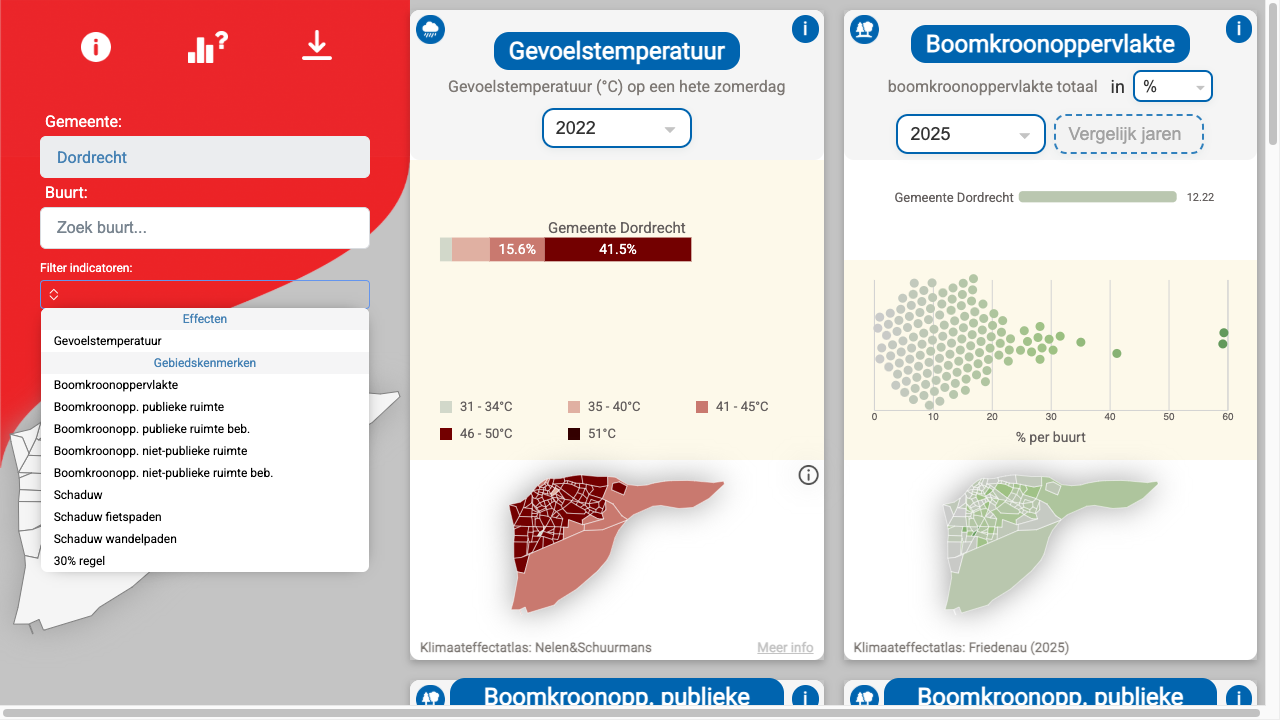 Gemeente:
Dordrecht
Buurt:
Zoek buurt...
Filter indicatoren:
Effecten
Gevoelstemperatuur
Gebiedskenmerken
Boomkroonoppervlakte
Boomkroonopp. publieke ruimte
Boomkroonopp. publieke ruimte beb.
Boomkroonopp. niet-publieke ruimte
Boomkroonopp. niet-publieke ruimte beb.
Schaduw
Schaduw fietspaden
Schaduw wandelpaden
30% regel
Gevoelstemperatuur
Gevoelstemperatuur (°C) op een hete zomerdag
2022
Gemeente Dordrecht
15.6% 41.5%
31 - 34°C 35 - 40°C 41 - 45°C
46 - 50°C 51°C
Klimaateffectatlas: Nelen&Schuurmans Meer info
Boomkroonopp. publieke
Boomkroonoppervlakte
boomkroonoppervlakte totaal in %
2025 Vergelijk jaren
Gemeente Dordrecht 12.22
0 10 20 30 40 50 60
% per buurt
Klimaateffectatlas: Friedenau (2025)
Boomkroonopp. publieke